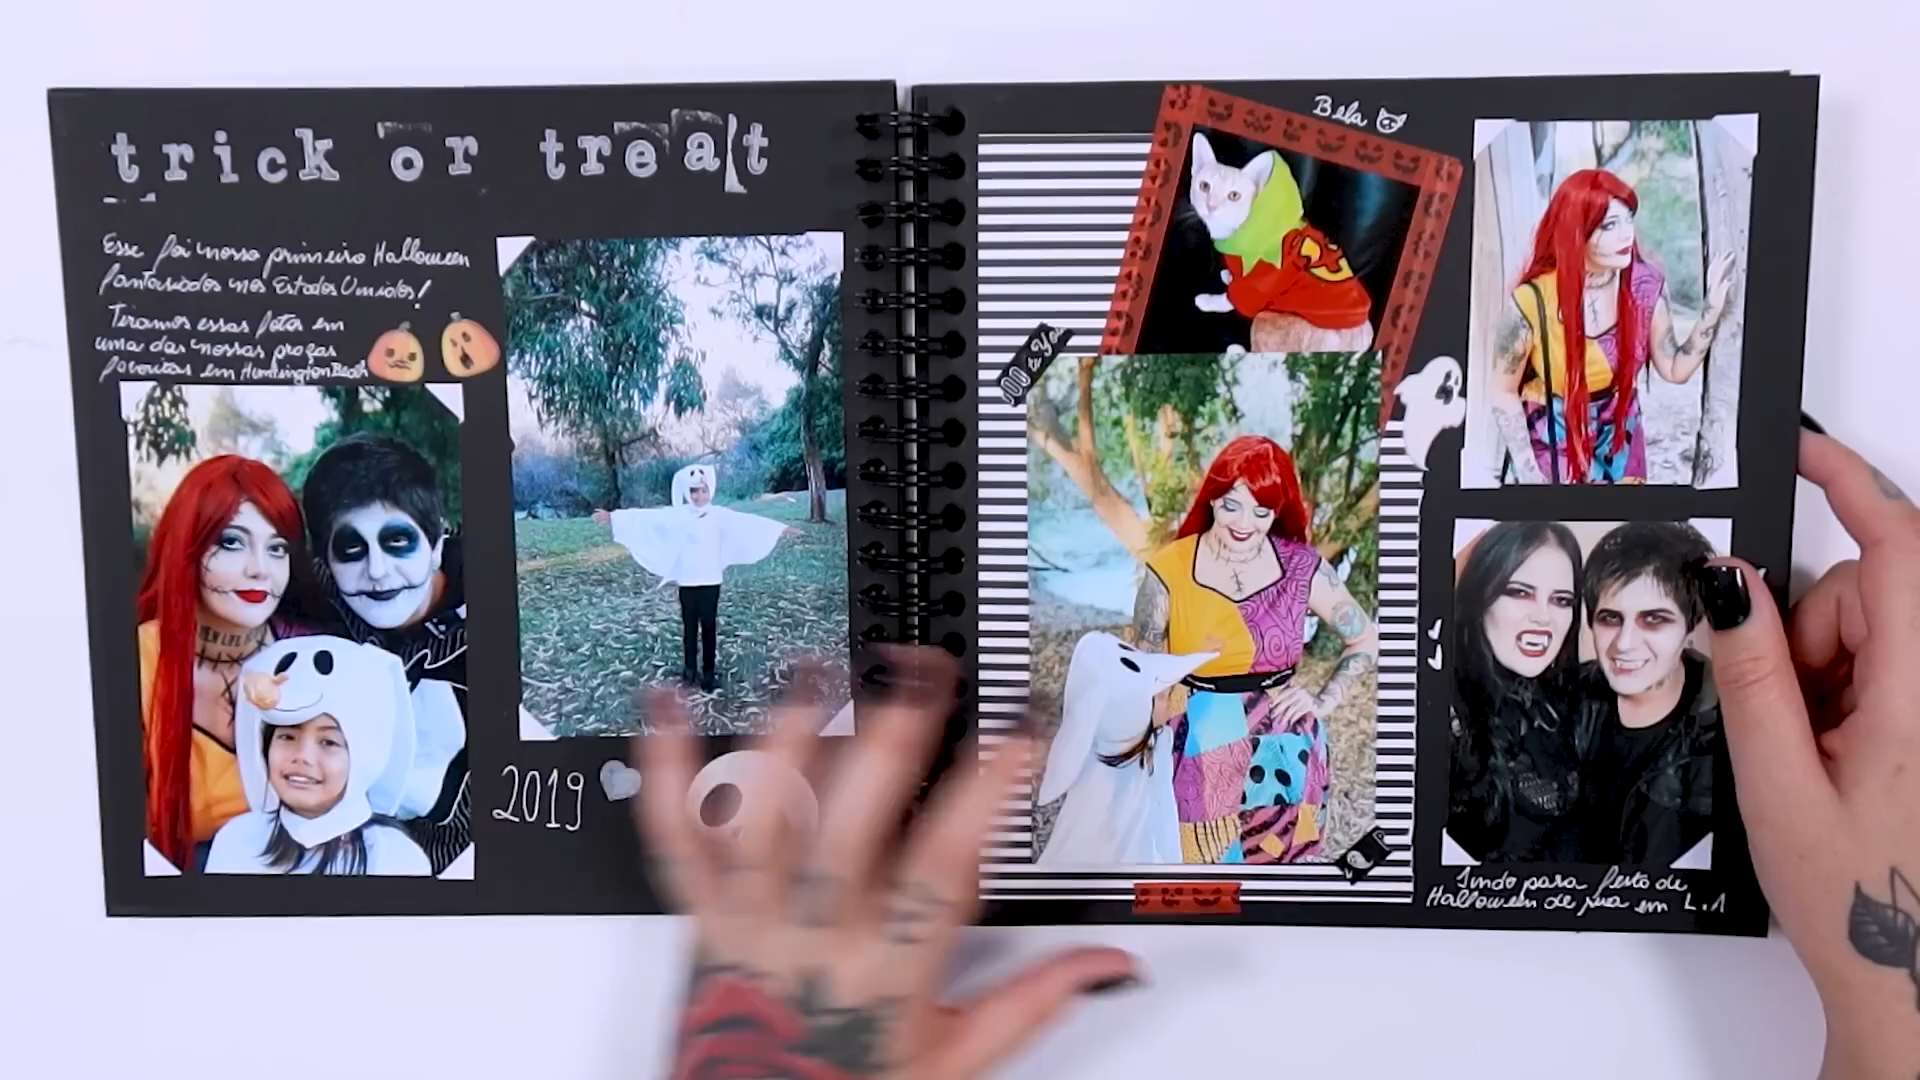 trick or treat
Esse foi nosso primeiro Halloween
fantasiados nos Estados Unidos!
Tiramos essas fotos em
uma das nossas praças
favoritas em Huntington Beach
2019
Bela
Indo para festa de
Halloween de rua em L.A